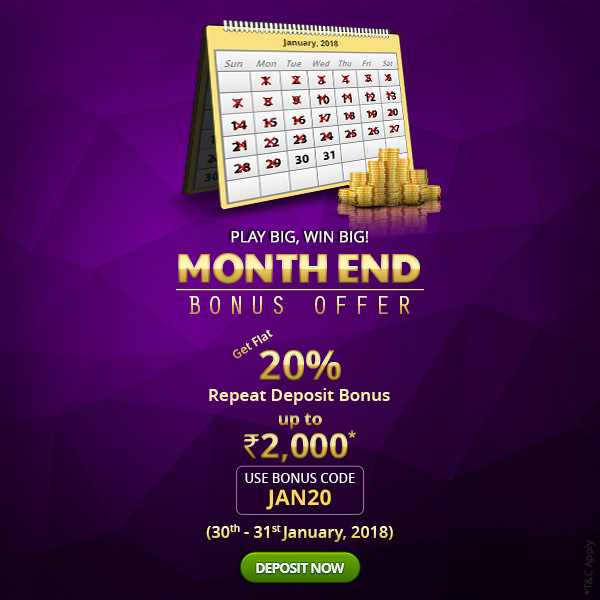 January, 2018
Sun Mon Tue Wed Thu Fri Sat
1 2 3 4 5 6
7 8 9 10 11 12 13
14 15 16 17 18 19 20
21 22 23 24 25 26 27
28 29 30 31
30
PLAY BIG, WIN BIG!
MONTH END
BONUS OFFER
Get Flat
20%
Repeat Deposit Bonus
up to
₹2,000*
USE BONUS CODE
JAN20
(30th - 31st January, 2018)
DEPOSIT NOW
*T&C Apply